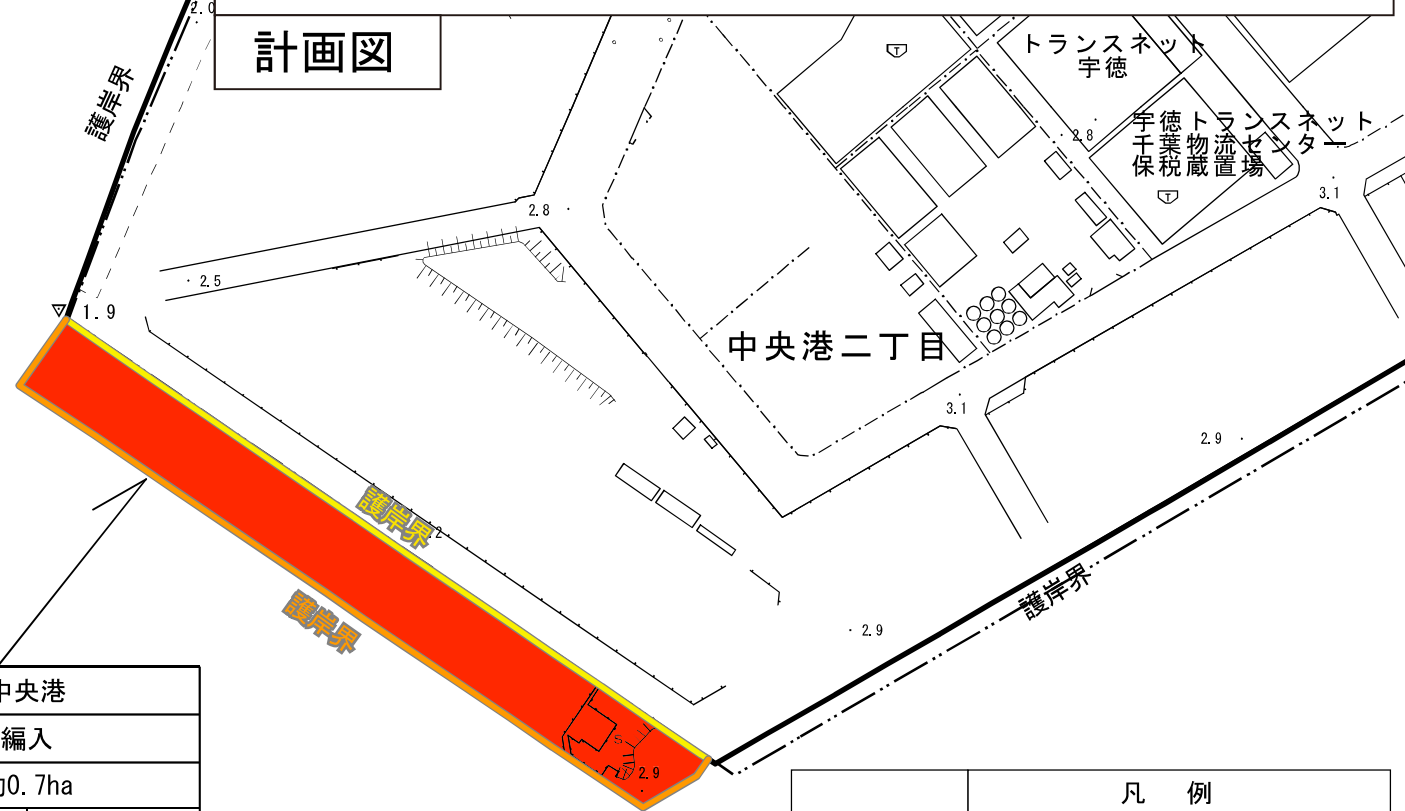 2.0
計画図
護岸界
トランスネット
宇徳
2.8
宇徳トランスネット
千葉物流センター
保税蔵置場
3.1
2.8
2.5
1.9
中央港二丁目
3.1
2.9
護岸界
護岸界
護岸界
2.9
2.9
中央港
編入
0.7ha
凡例